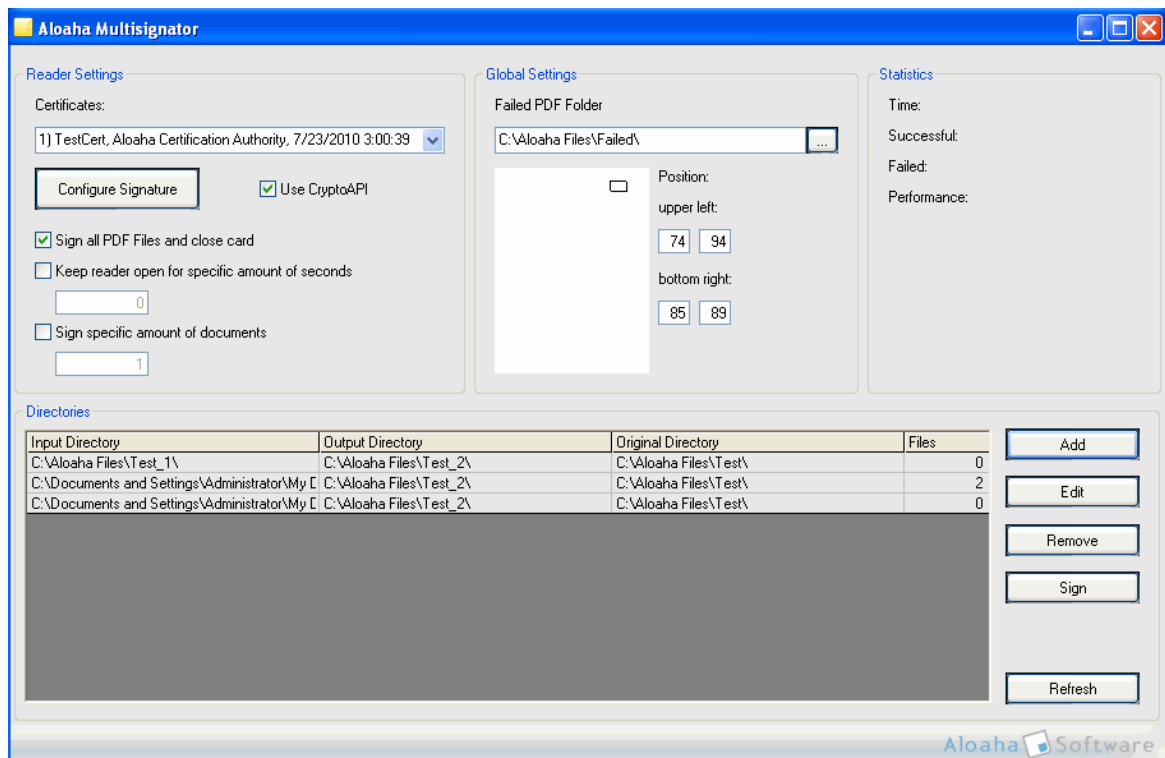 Aloaha Multisignator
Reader Settings
Certificates:
1) TestCert, Aloaha Certification Authority, 7/23/2010 3:00:39
Configure Signature
Use CryptoAPI
Sign all PDF Files and close card
Keep reader open for specific amount of seconds
0
Sign specific amount of documents
1
Global Settings
Failed PDF Folder
C:\Aloaha Files\Failed\
...
Position:
upper left:
74 94
bottom right:
85 89
Statistics
Time:
Successful:
Failed:
Performance:
Directories
Input Directory Output Directory Original Directory Files
C:\Aloaha Files\Test_1\ C:\Aloaha Files\Test_2\ C:\Aloaha Files\Test\ 0
C:\Documents and Settings\Administrator\My D C:\Aloaha Files\Test_2\ C:\Aloaha Files\Test\ 2
C:\Documents and Settings\Administrator\My D C:\Aloaha Files\Test_2\ C:\Aloaha Files\Test\ 0
Add
Edit
Remove
Sign
Refresh
Aloaha Software